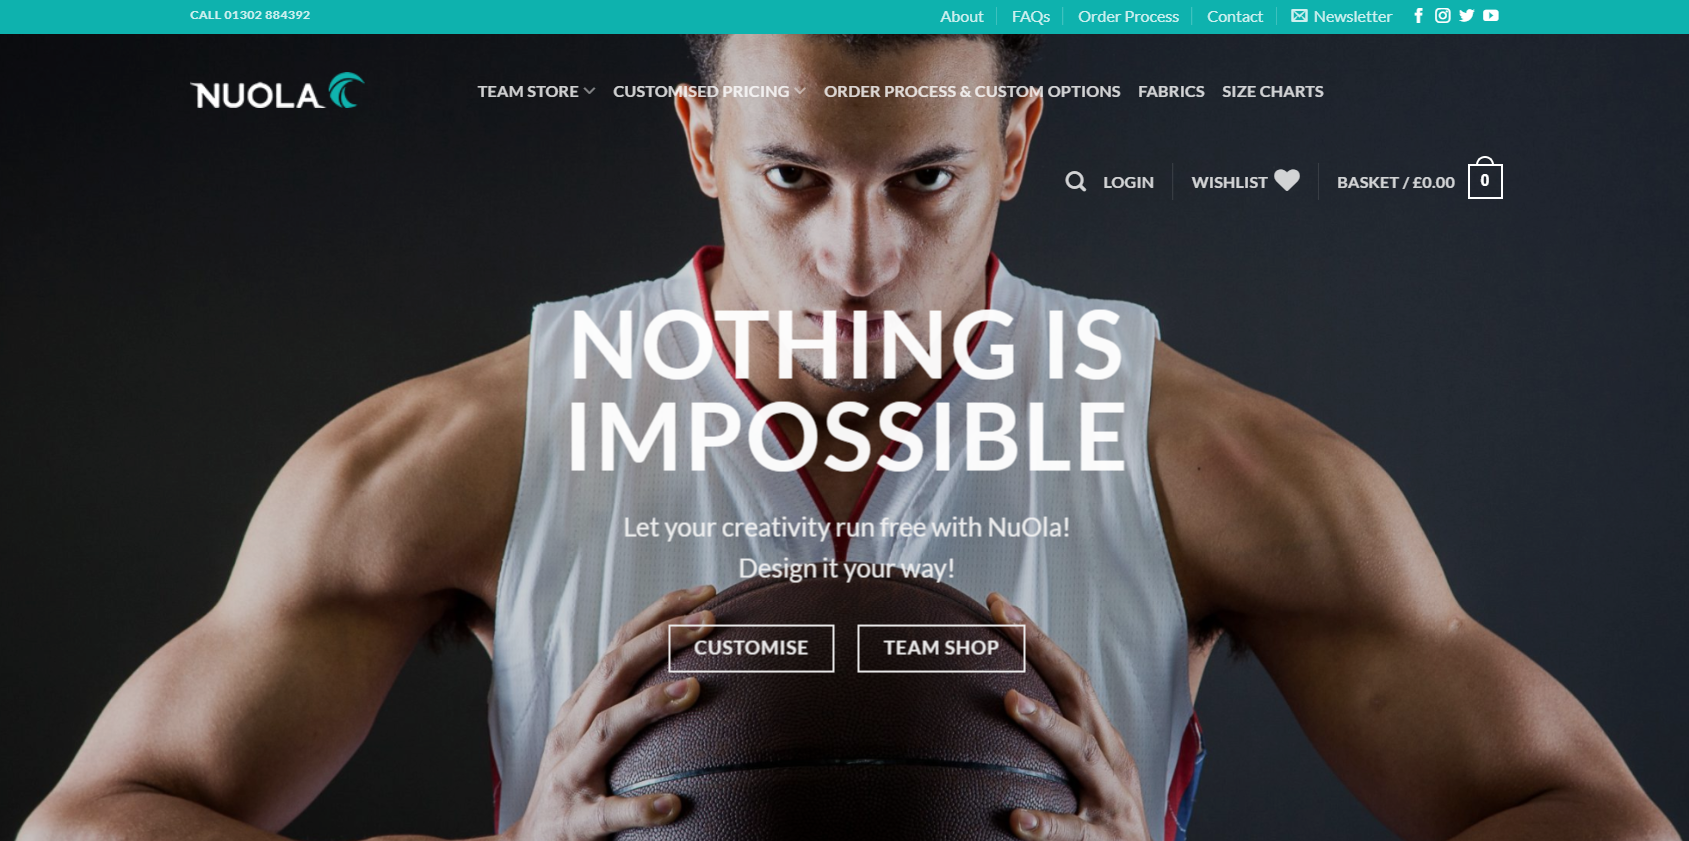 CALL 01302 884392
About
FAQs
Order Process
Contact
Newsletter
NUOLA
TEAM STORE
CUSTOMISED PRICING
ORDER PROCESS & CUSTOM OPTIONS
FABRICS
SIZE CHARTS
LOGIN
WISHLIST
BASKET / £0.00
0
NOTHING IS
IMPOSSIBLE
Let your creativity run free with NuOla!
Design it your way!
CUSTOMISE
TEAM SHOP